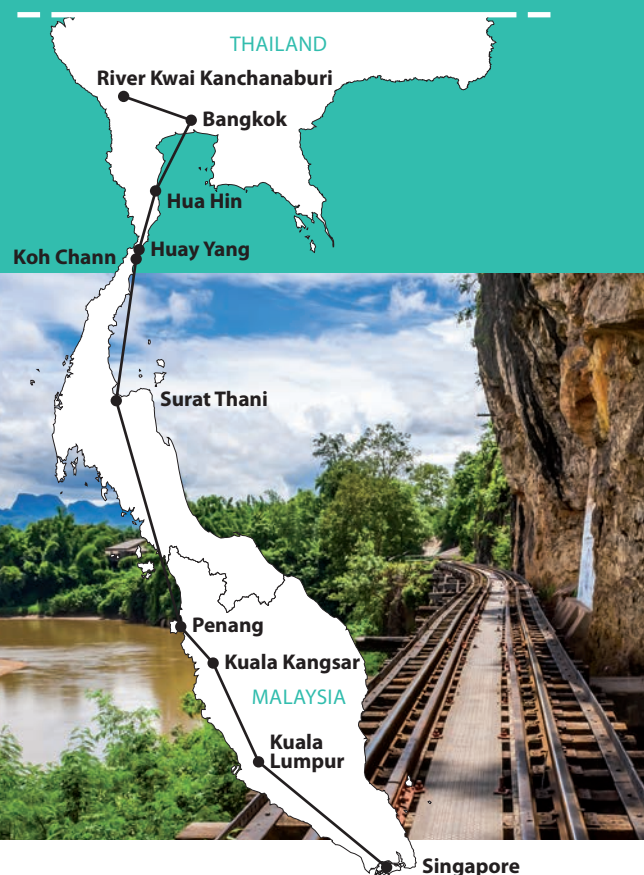 THAILAND
River Kwai Kanchanaburi
Bangkok
Hua Hin
Huay Yang
Koh Chann
Surat Thani
Penang
Kuala Kangsar
MALAYSIA
Kuala
Lumpur
Singapore